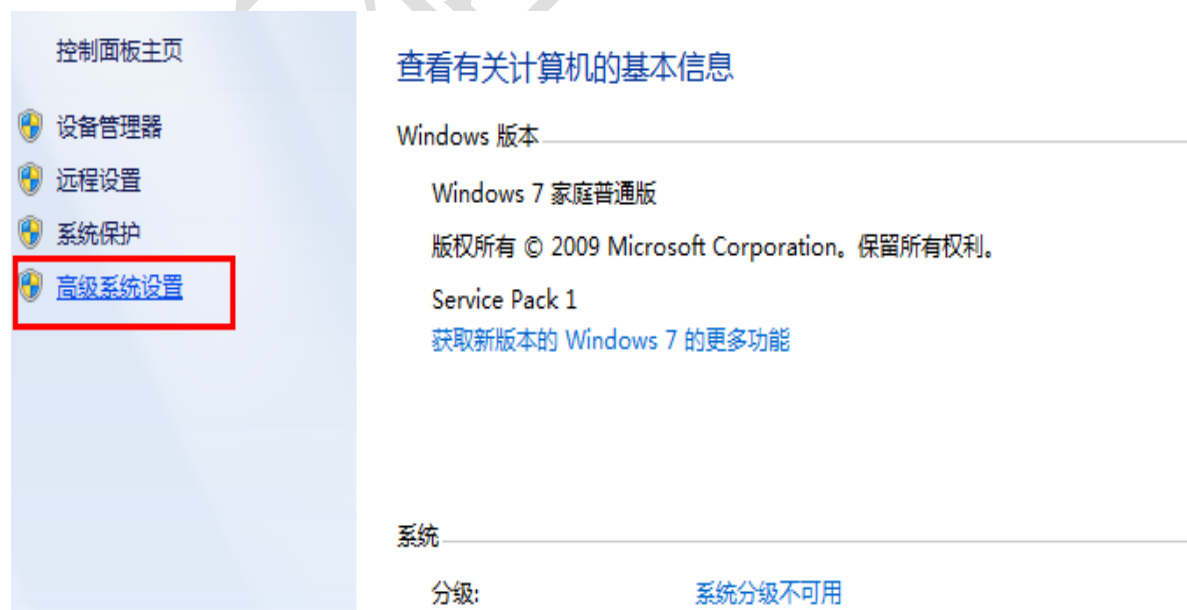 控制面板主页
设备管理器
远程设置
系统保护
高级系统设置
查看有关计算机的基本信息
Windows 版本
Windows 7 家庭普通版
版权所有 © 2009 Microsoft Corporation。保留所有权利。
Service Pack 1
获取新版本的 Windows 7 的更多功能
系统
分级: 系统分级不可用